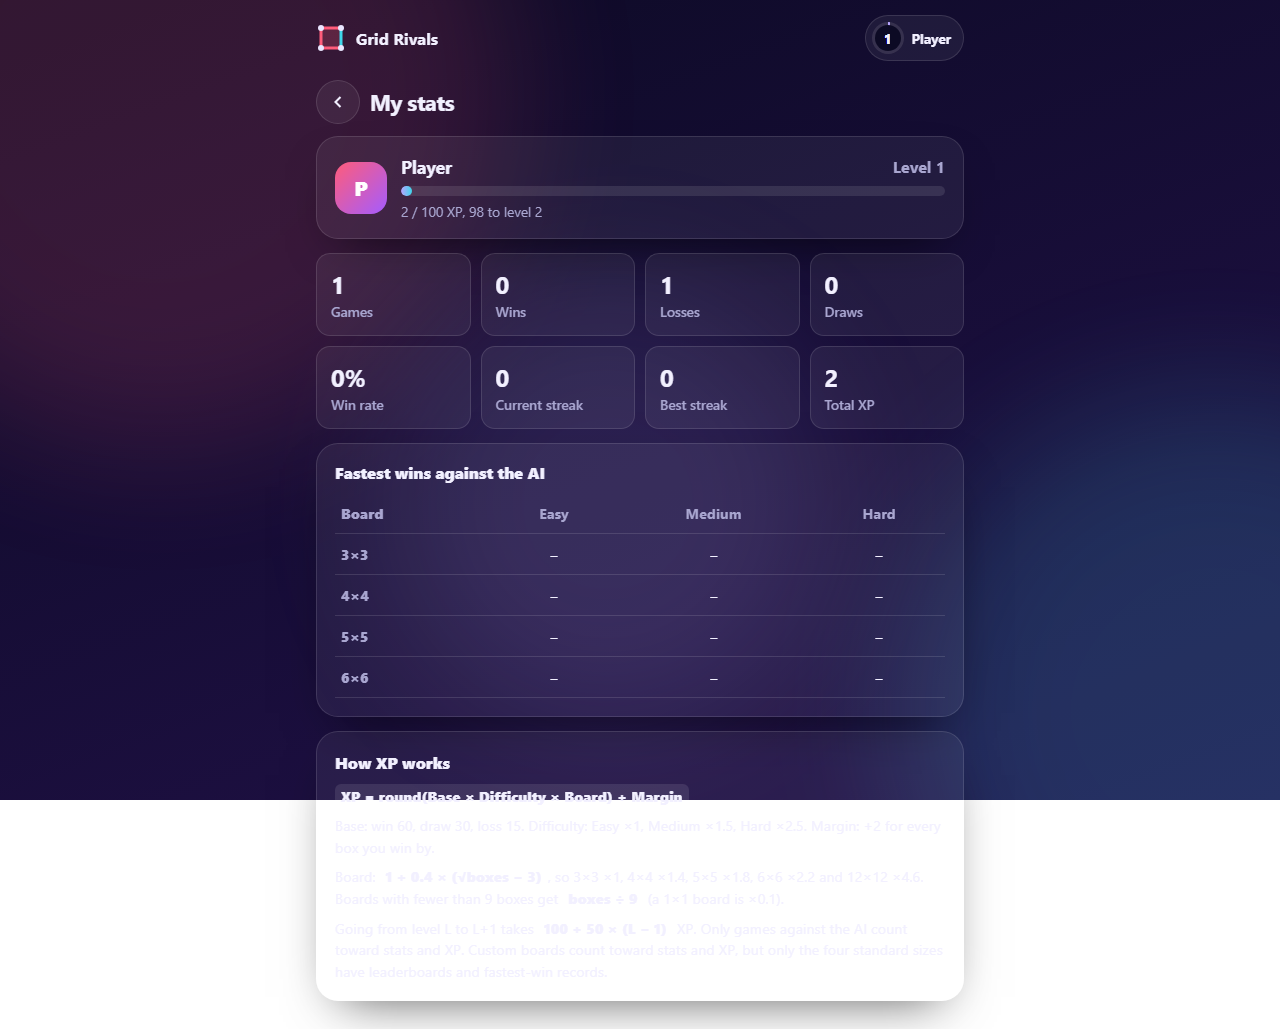 Grid Rivals
1 Player
My stats
P
Player
Level 1
2 / 100 XP, 98 to level 2
1
Games
0
Wins
1
Losses
0
Draws
0%
Win rate
0
Current streak
0
Best streak
2
Total XP
Fastest wins against the AI
Board Easy Medium Hard
3×3 – – –
4×4 – – –
5×5 – – –
6×6 – – –
How XP works
XP = round(Base × Difficulty × Board) + Margin
Base: win 60, draw 30, loss 15. Difficulty: Easy ×1, Medium ×1.5, Hard ×2.5. Margin: +2 for every
box you win by.
Board: 1 + 0.4 × (√boxes − 3) , so 3×3 ×1, 4×4 ×1.4, 5×5 ×1.8, 6×6 ×2.2 and 12×12 ×4.6.
Boards with fewer than 9 boxes get boxes ÷ 9 (a 1×1 board is ×0.1).
Going from level L to L+1 takes 100 + 50 × (L − 1) XP. Only games against the AI count
toward stats and XP. Custom boards count toward stats and XP, but only the four standard sizes
have leaderboards and fastest-win records.